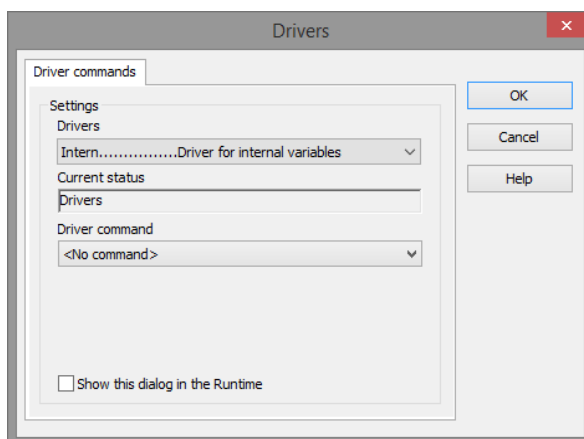 Drivers
Driver commands
OK
Settings
Drivers
Cancel
Intern................Driver for internal variables
Current status
Help
Drivers
Driver command
<No command>
Show this dialog in the Runtime